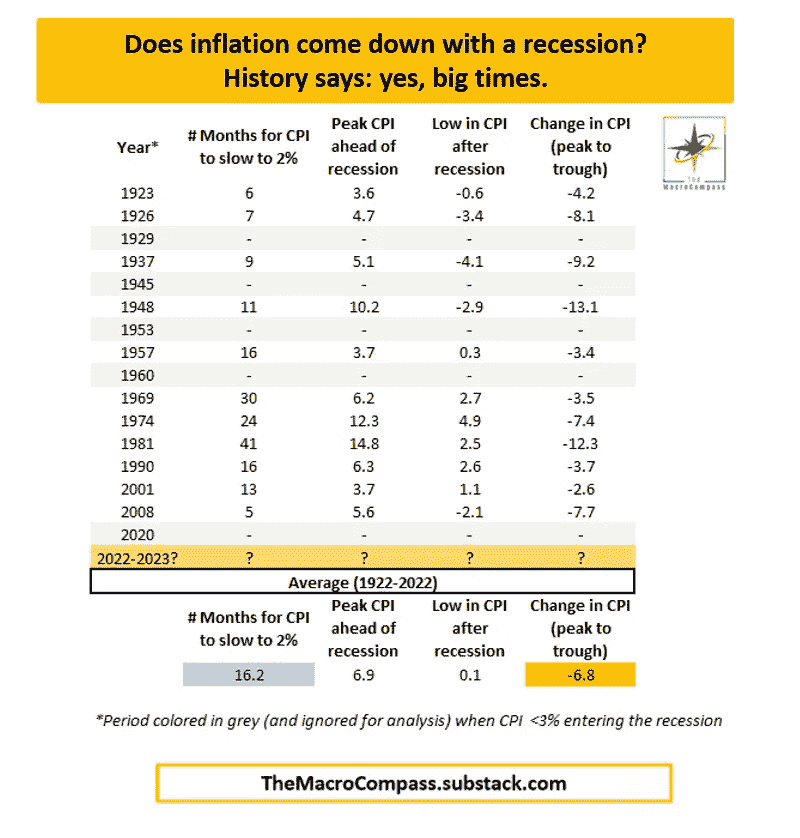 Does inflation come down with a recession?
History says: yes, big times.
Year* # Months for CPI to slow to 2% Peak CPI ahead of recession Low in CPI after recession Change in CPI (peak to trough)
The
MacroCompass
1923 6 3.6 -0.6 -4.2
1926 7 4.7 -3.4 -8.1
1929 - - - -
1937 9 5.1 -4.1 -9.2
1945 - - - -
1948 11 10.2 -2.9 -13.1
1953 - - - -
1957 16 3.7 0.3 -3.4
1960 - - - -
1969 30 6.2 2.7 -3.5
1974 24 12.3 4.9 -7.4
1981 41 14.8 2.5 -12.3
1990 16 6.3 2.6 -3.7
2001 13 3.7 1.1 -2.6
2008 5 5.6 -2.1 -7.7
2020 - - - -
2022-2023? ? ? ? ?
Average (1922-2022)
# Months for CPI to slow to 2% Peak CPI ahead of recession Low in CPI after recession Change in CPI (peak to trough)
16.2 6.9 0.1 -6.8
*Period colored in grey (and ignored for analysis) when CPI <3% entering the recession
TheMacroCompass.substack.com